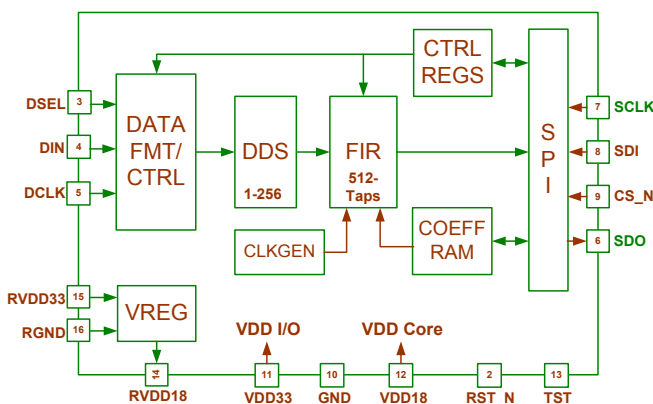 CTRL
REGS
DSEL
3
DIN
4
DCLK
5
DATA
FMT/
CTRL
DDS
1-256
FIR
512-
Taps
S
P
I
7
SCLK
8
SDI
9
CS_N
6
SDO
CLKGEN
COEFF
RAM
RVDD33
15
RGND
16
VREG
VDD I/O
VDD Core
14
RVDD18
11
VDD33
10
GND
12
VDD18
2
RST_N
13
TST